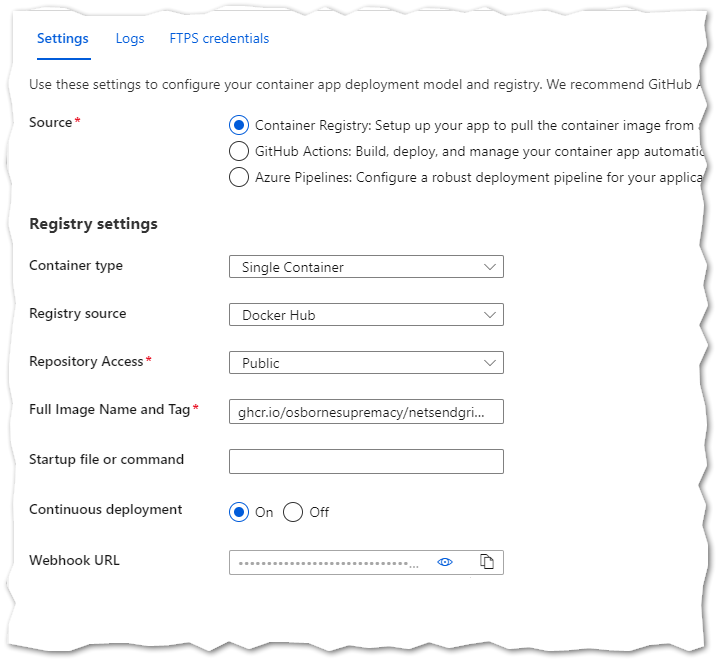 Settings Logs FTPS credentials
Use these settings to configure your container app deployment model and registry. We recommend GitHub
Source*
Container Registry: Setup up your app to pull the container image from
GitHub Actions: Build, deploy, and manage your container app
Azure Pipelines: Configure a robust deployment pipeline for your
Registry settings
Container type Single Container
Registry source Docker Hub
Repository Access* Public
Full Image Name and Tag* ghcr.io/osbornesupremacy/netsendgri...
Startup file or command
Continuous deployment On Off
Webhook URL ••••••••••••••••••••••••••••••...